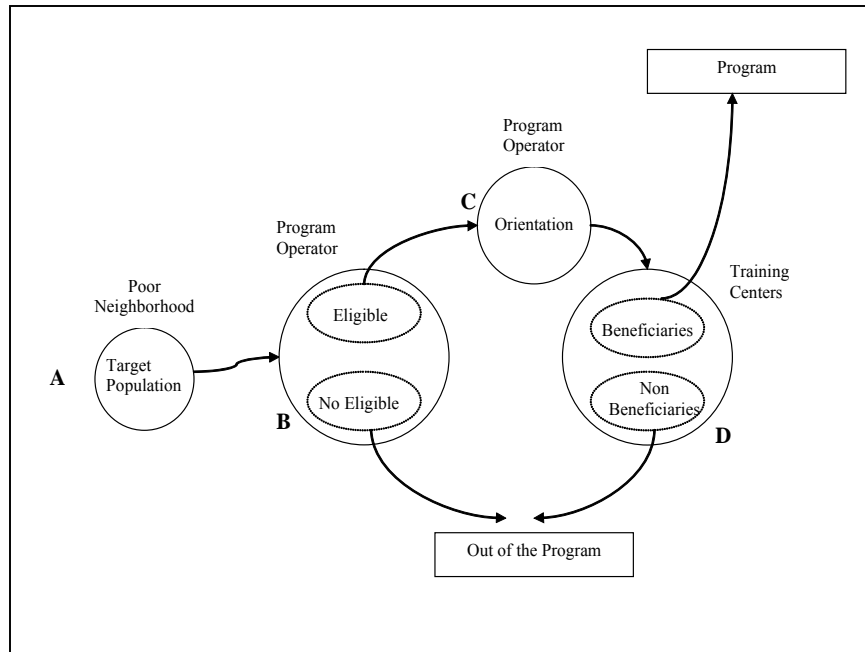 Program
Program
Operator
C
Orientation
Program
Operator
Training
Centers
Poor
Neighborhood
Eligible
Beneficiaries
A
Target
Population
No Eligible
B
Non
Beneficiaries
D
Out of the Program